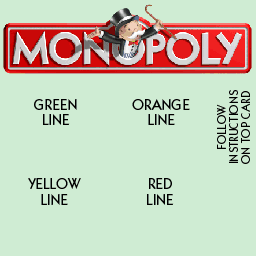 MONOPOLY
GREEN
LINE
ORANGE
LINE
FOLLOW
INSTRUCTIONS
ON TOP CARD
YELLOW
LINE
RED
LINE